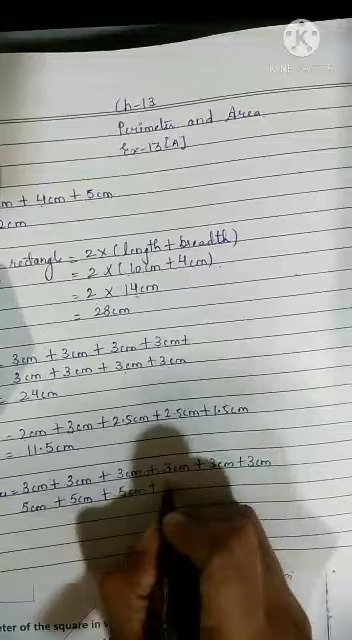 KINEMASTER
Ch-13
Perimeter and Area
Ex-13[A]
m + 4cm + 5cm
2cm
rectangle = 2 × (length + breadth)
= 2 × (10cm + 4cm)
= 2 × 14cm
= 28cm
= 3cm + 3cm + 3cm + 3cm +
3cm + 3cm + 3cm + 3cm
= 24cm
= 2cm + 3cm + 2.5cm + 2.5cm + 1.5cm
= 11.5cm
= 3cm + 3cm + 3cm + 3cm + 3cm + 3cm
5cm + 5cm + 5cm +
eter of the square in